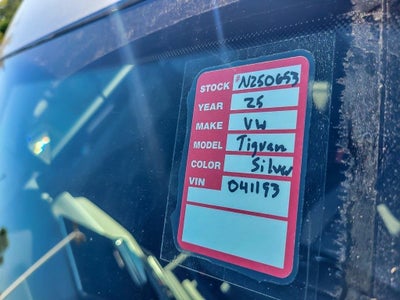 STOCK N250653
YEAR 25
MAKE VW
MODEL Tiguan
COLOR Silver
VIN 041193